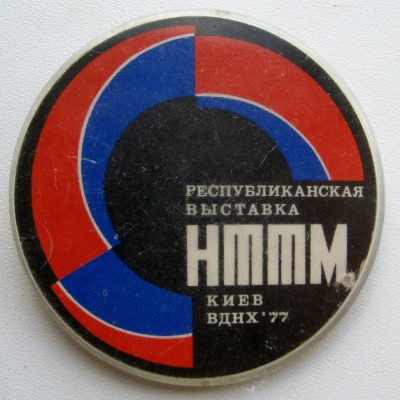 РЕСПУБЛИКАНСКАЯ
ВЫСТАВКА
НТТМ
КИЕВ
ВДНХ'77